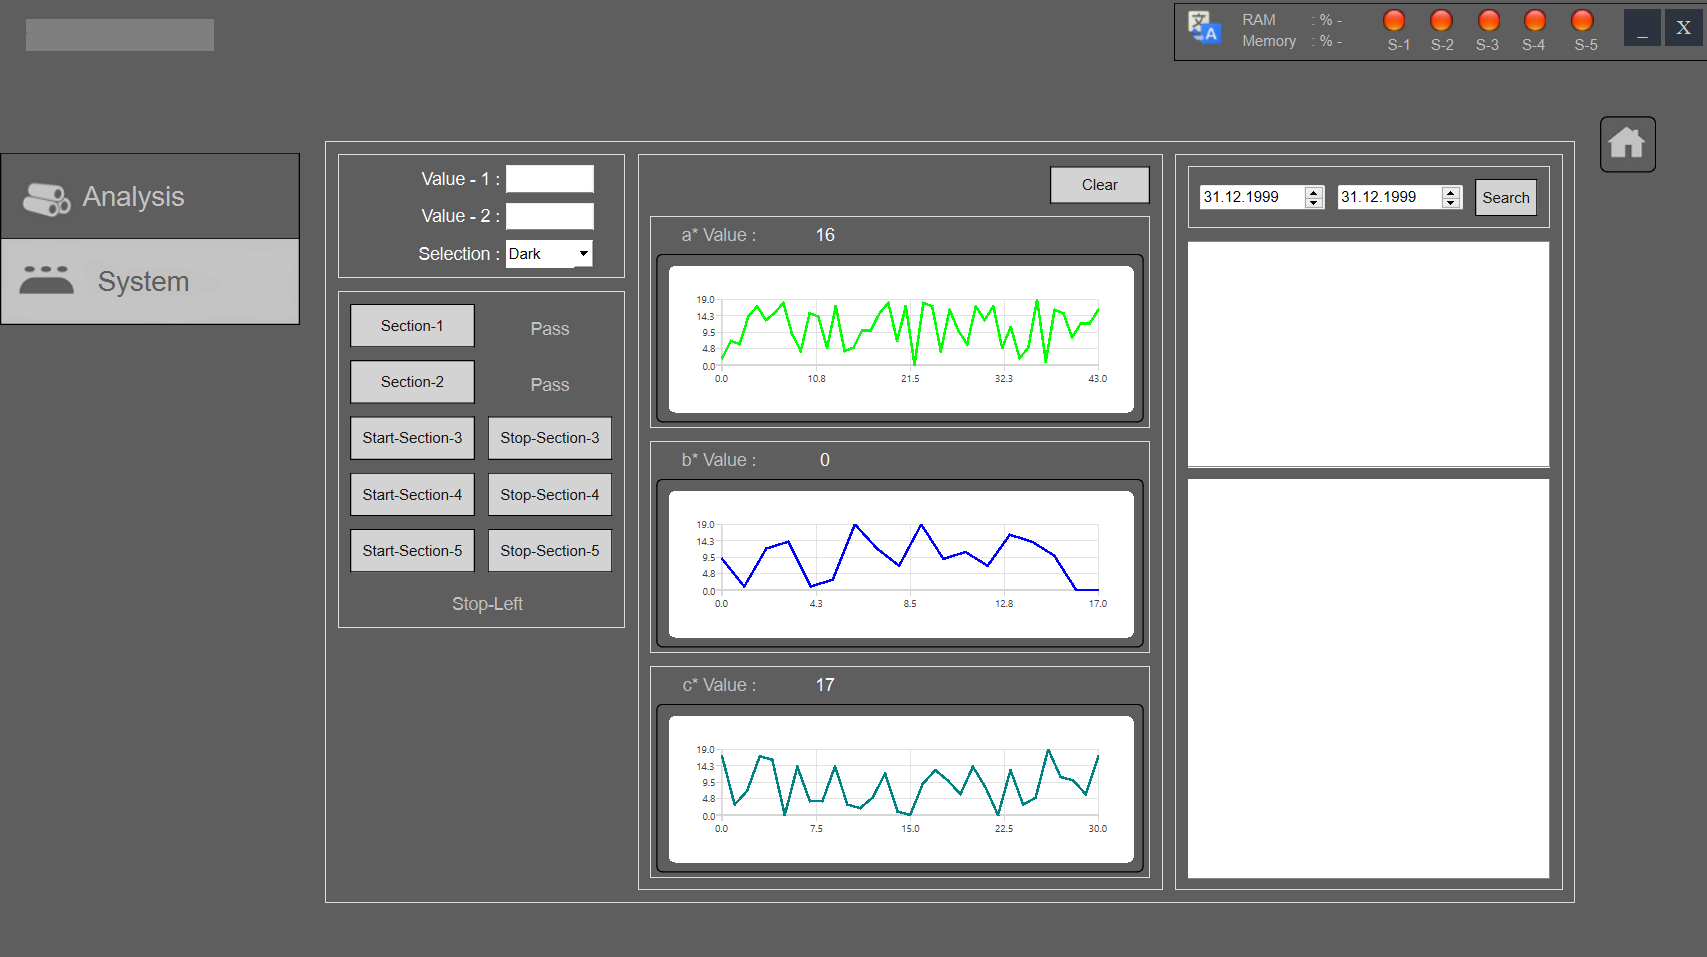 RAM : % -
Memory : % -
S-1 S-2 S-3 S-4 S-5
_ X
Analysis
System
Value - 1 :
Value - 2 :
Selection : Dark
Section-1 Pass
Section-2 Pass
Start-Section-3 Stop-Section-3
Start-Section-4 Stop-Section-4
Start-Section-5 Stop-Section-5
Stop-Left
Clear
a* Value : 16
19.0
14.3
9.5
4.8
0.0
0.0 10.8 21.5 32.3 43.0
b* Value : 0
19.0
14.3
9.5
4.8
0.0
0.0 4.3 8.5 12.8 17.0
c* Value : 17
19.0
14.3
9.5
4.8
0.0
0.0 7.5 15.0 22.5 30.0
31.12.1999 31.12.1999 Search